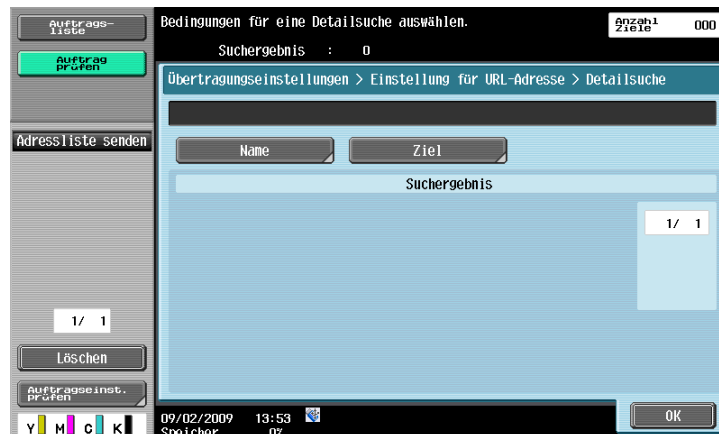 Auftrags-
liste
Auftrag
prüfen
Adressliste senden
1/ 1
Löschen
Auftragseinst.
prüfen
Y M C K
Bedingungen für eine Detailsuche auswählen.
Anzahl
Ziele 000
Suchergebnis : 0
Übertragungseinstellungen > Einstellung für URL-Adresse > Detailsuche
Name Ziel
Suchergebnis
1/ 1
OK
09/02/2009 13:53
Speicher 0%